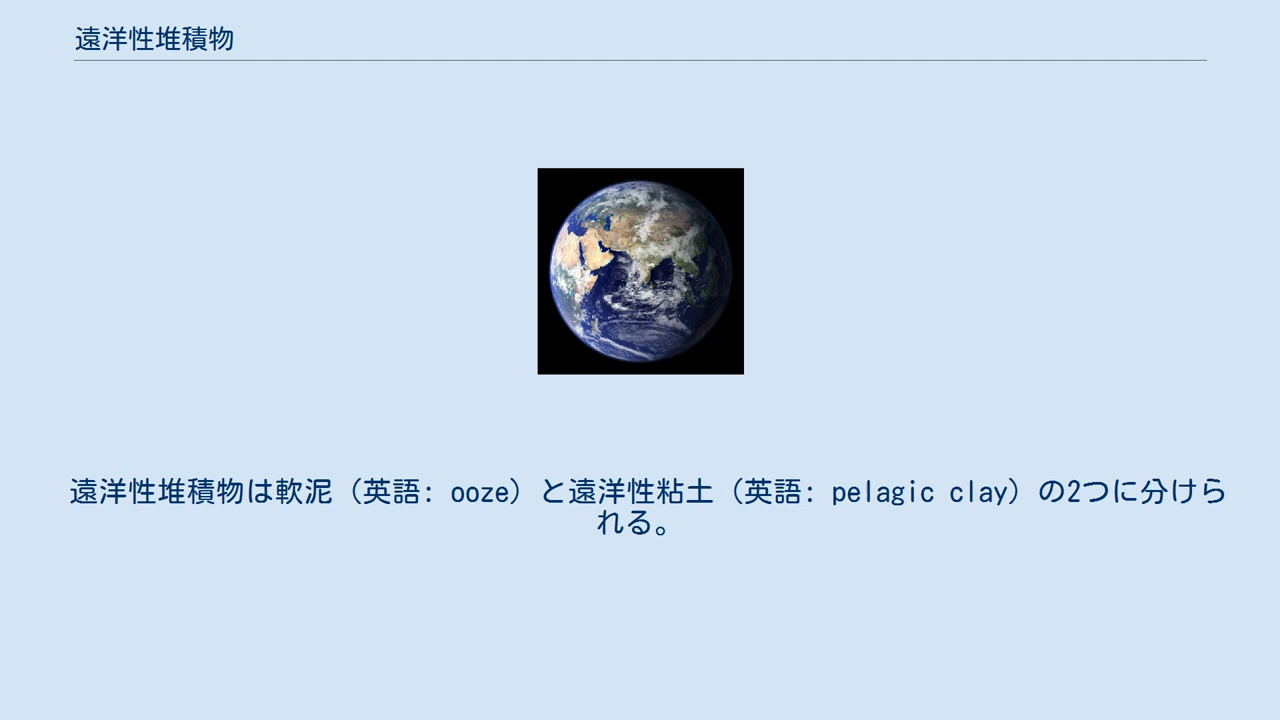 遠洋性堆積物
遠洋性堆積物は軟泥（英語: ooze）と遠洋性粘土（英語: pelagic clay）の2つに分けら
れる。